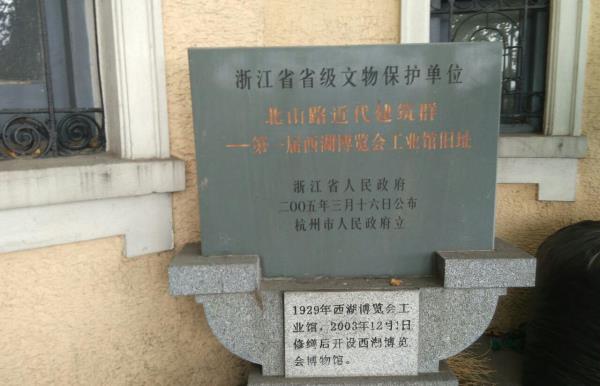 浙江省省级文物保护单位
北山路近代建筑群
—第一届西湖博览会工业馆旧址
浙江省人民政府
二〇〇五年三月十六日公布
杭州市人民政府立
1929年西湖博览会工
业馆，2003年12月1日
修缮后开设西湖博览
会博物馆。